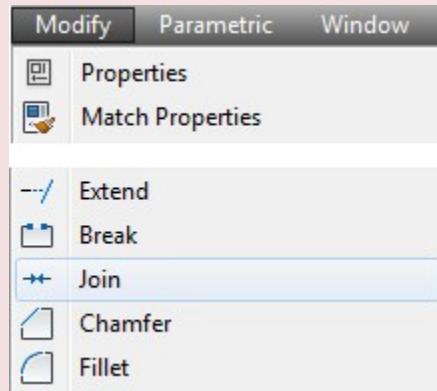 Modify Parametric Window
Properties
Match Properties
Extend
Break
Join
Chamfer
Fillet